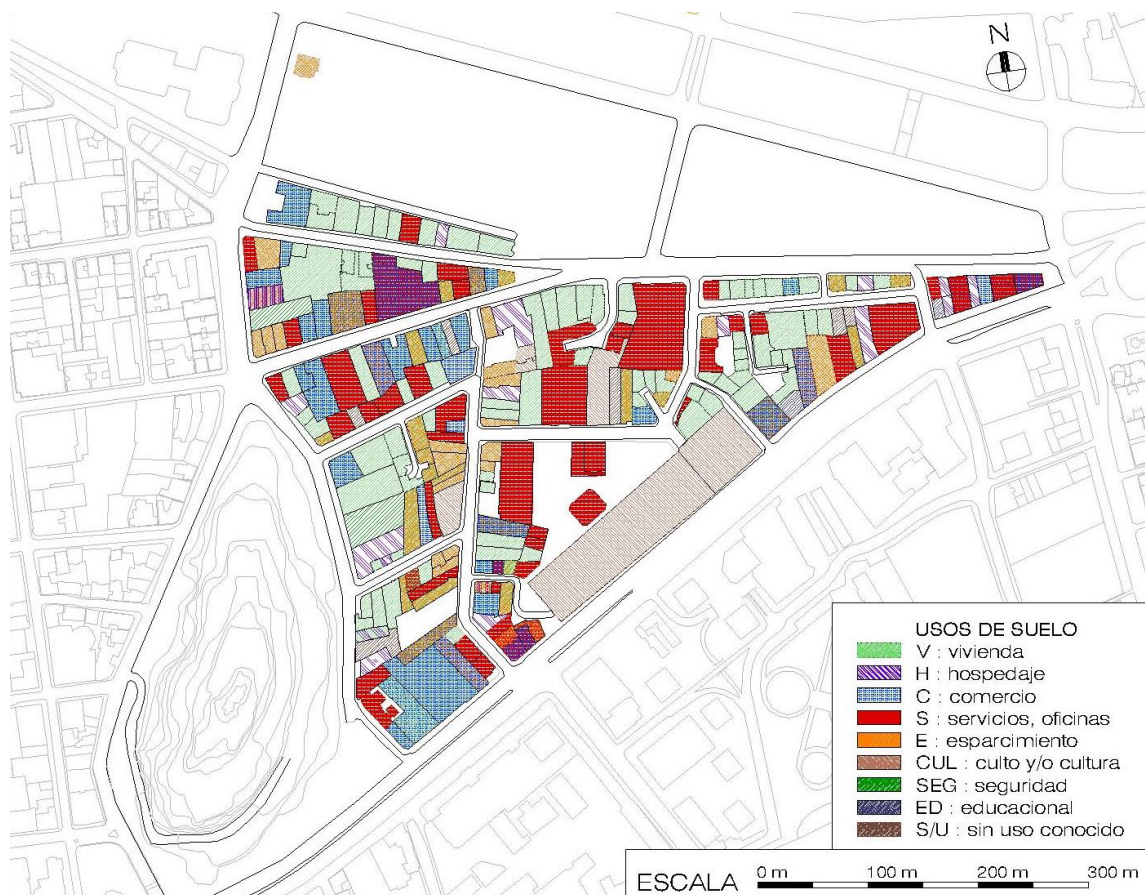 N
USOS DE SUELO
V : vivienda
H : hospedaje
C : comercio
S : servicios, oficinas
E : esparcimiento
CUL : culto y/o cultura
SEG : seguridad
ED : educacional
S/U : sin uso conocido
ESCALA 0 m 100 m 200 m 300 m